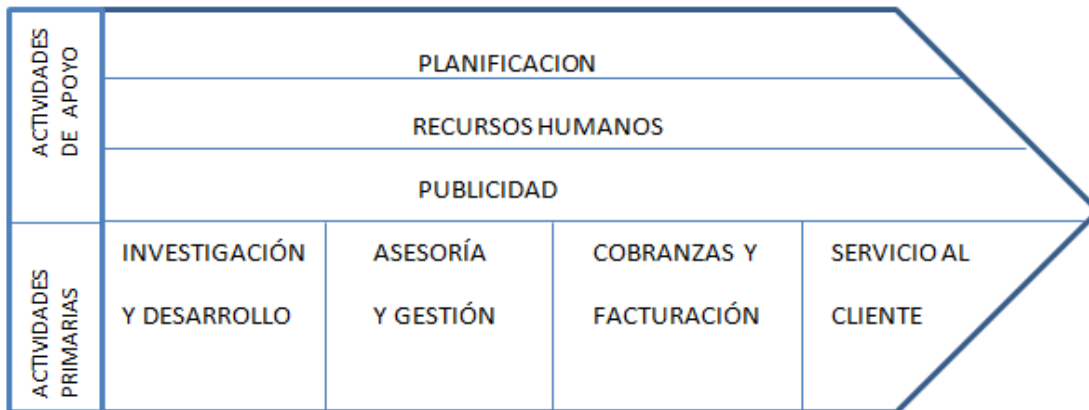 ACTIVIDADES
DE APOYO
PLANIFICACION
RECURSOS HUMANOS
PUBLICIDAD
ACTIVIDADES
PRIMARIAS
INVESTIGACIÓN
Y DESARROLLO
ASESORÍA
Y GESTIÓN
COBRANZAS Y
FACTURACIÓN
SERVICIO AL
CLIENTE